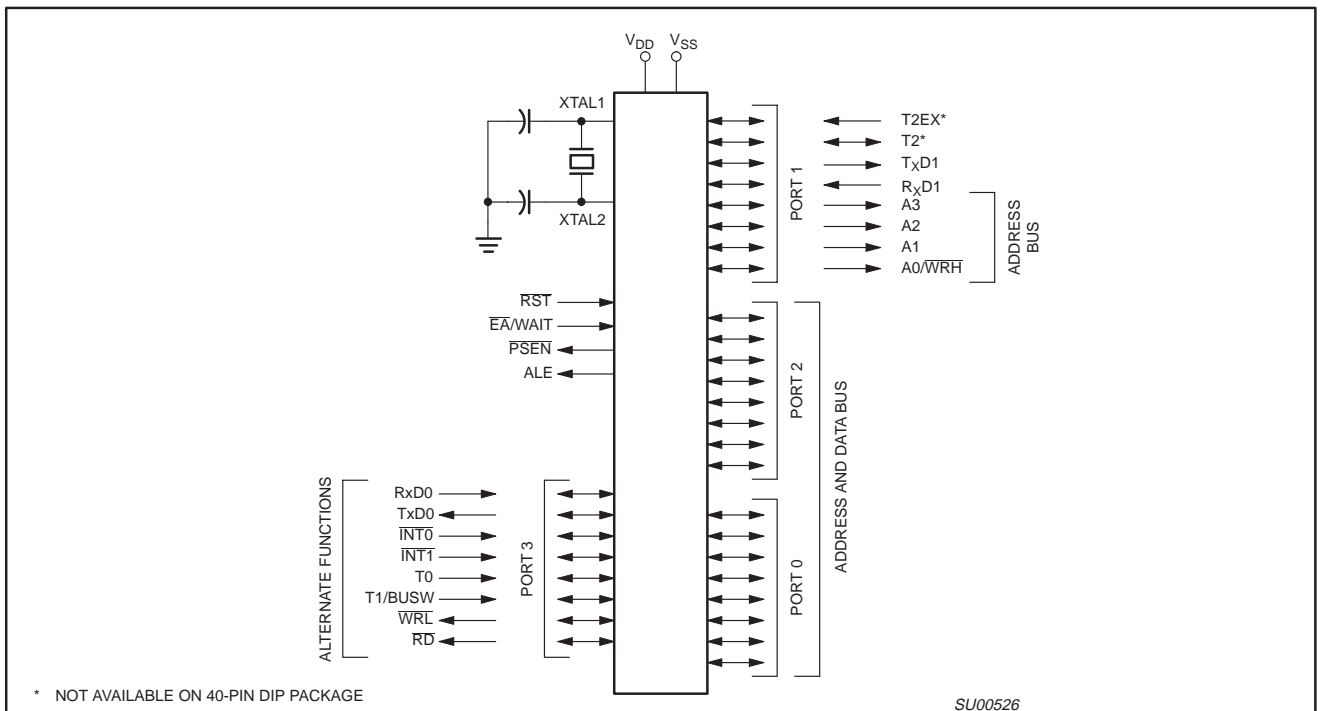 VDD VSS
XTAL1
XTAL2
RST
EA/WAIT
PSEN
ALE
PORT 1
T2EX*
T2*
TXD1
RXD1
A3
A2
A1
A0/WRH
ADDRESS
BUS
PORT 2
ADDRESS AND DATA BUS
PORT 0
ALTERNATE FUNCTIONS
RxD0
TxD0
INT0
INT1
T0
T1/BUSW
WRL
RD
PORT 3
* NOT AVAILABLE ON 40-PIN DIP PACKAGE
SU00526